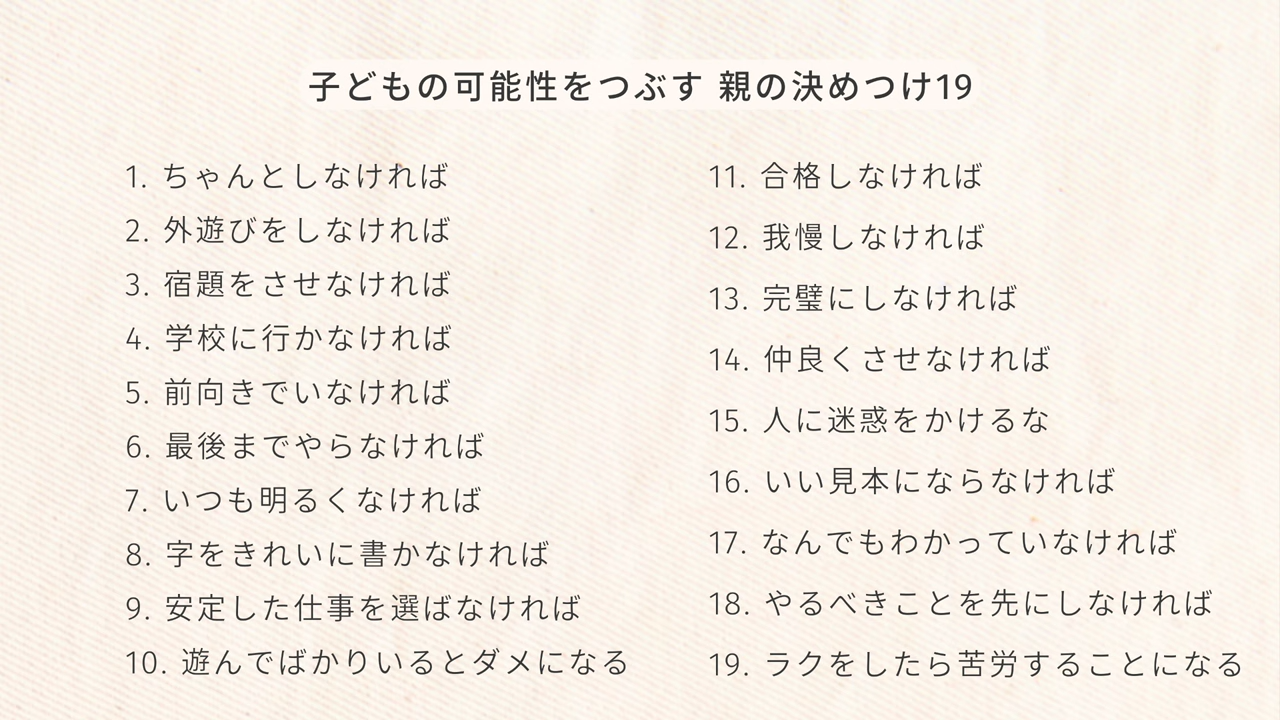 子どもの可能性をつぶす 親の決めつけ19
1. ちゃんとしなければ
2. 外遊びをしなければ
3. 宿題をさせなければ
4. 学校に行かなければ
5. 前向きでいなければ
6. 最後までやらなければ
7. いつも明るくなければ
8. 字をきれいに書かなければ
9. 安定した仕事を選ばなければ
10. 遊んでばかりいるとダメになる
11. 合格しなければ
12. 我慢しなければ
13. 完璧にしなければ
14. 仲良くさせなければ
15. 人に迷惑をかけるな
16. いい見本にならなければ
17. なんでもわかっていなければ
18. やるべきことを先にしなければ
19. ラクをしたら苦労することになる